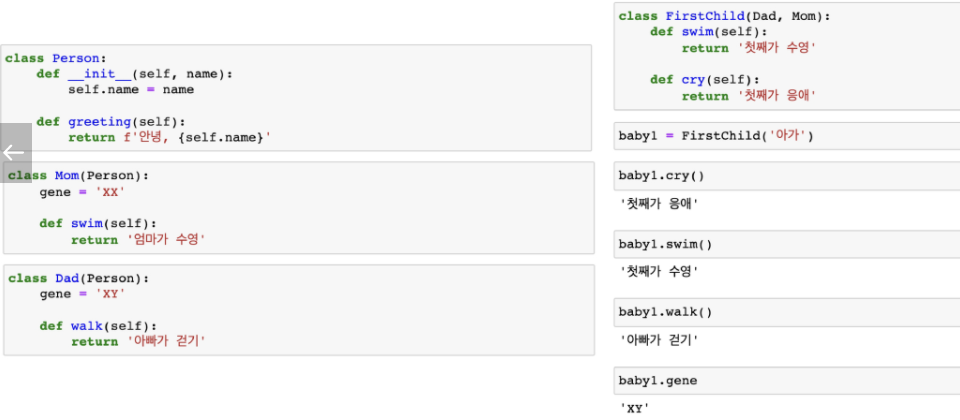 class Person:
    def __init__(self, name):
        self.name = name

    def greeting(self):
        return f'안녕, {self.name}'

class Mom(Person):
    gene = 'XX'

    def swim(self):
        return '엄마가 수영'

class Dad(Person):
    gene = 'XY'

    def walk(self):
        return '아빠가 걷기'

class FirstChild(Dad, Mom):
    def swim(self):
        return '첫째가 수영'

    def cry(self):
        return '첫째가 응애'

baby1 = FirstChild('아가')

baby1.cry()
'첫째가 응애'

baby1.swim()
'첫째가 수영'

baby1.walk()
'아빠가 걷기'

baby1.gene
'XY'